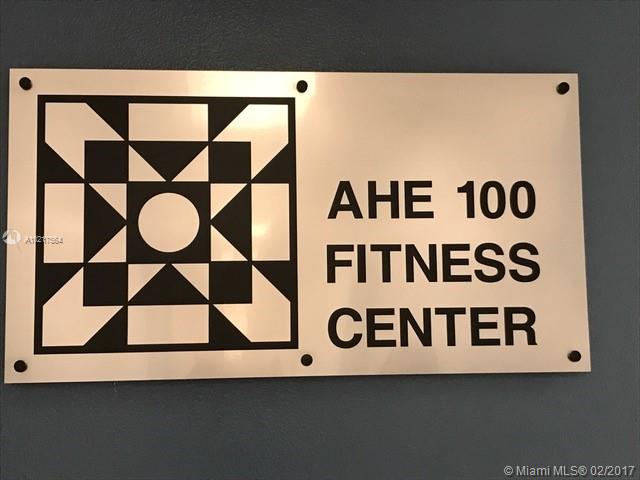 AHE 100
FITNESS
CENTER
© Miami MLS® 02/2017